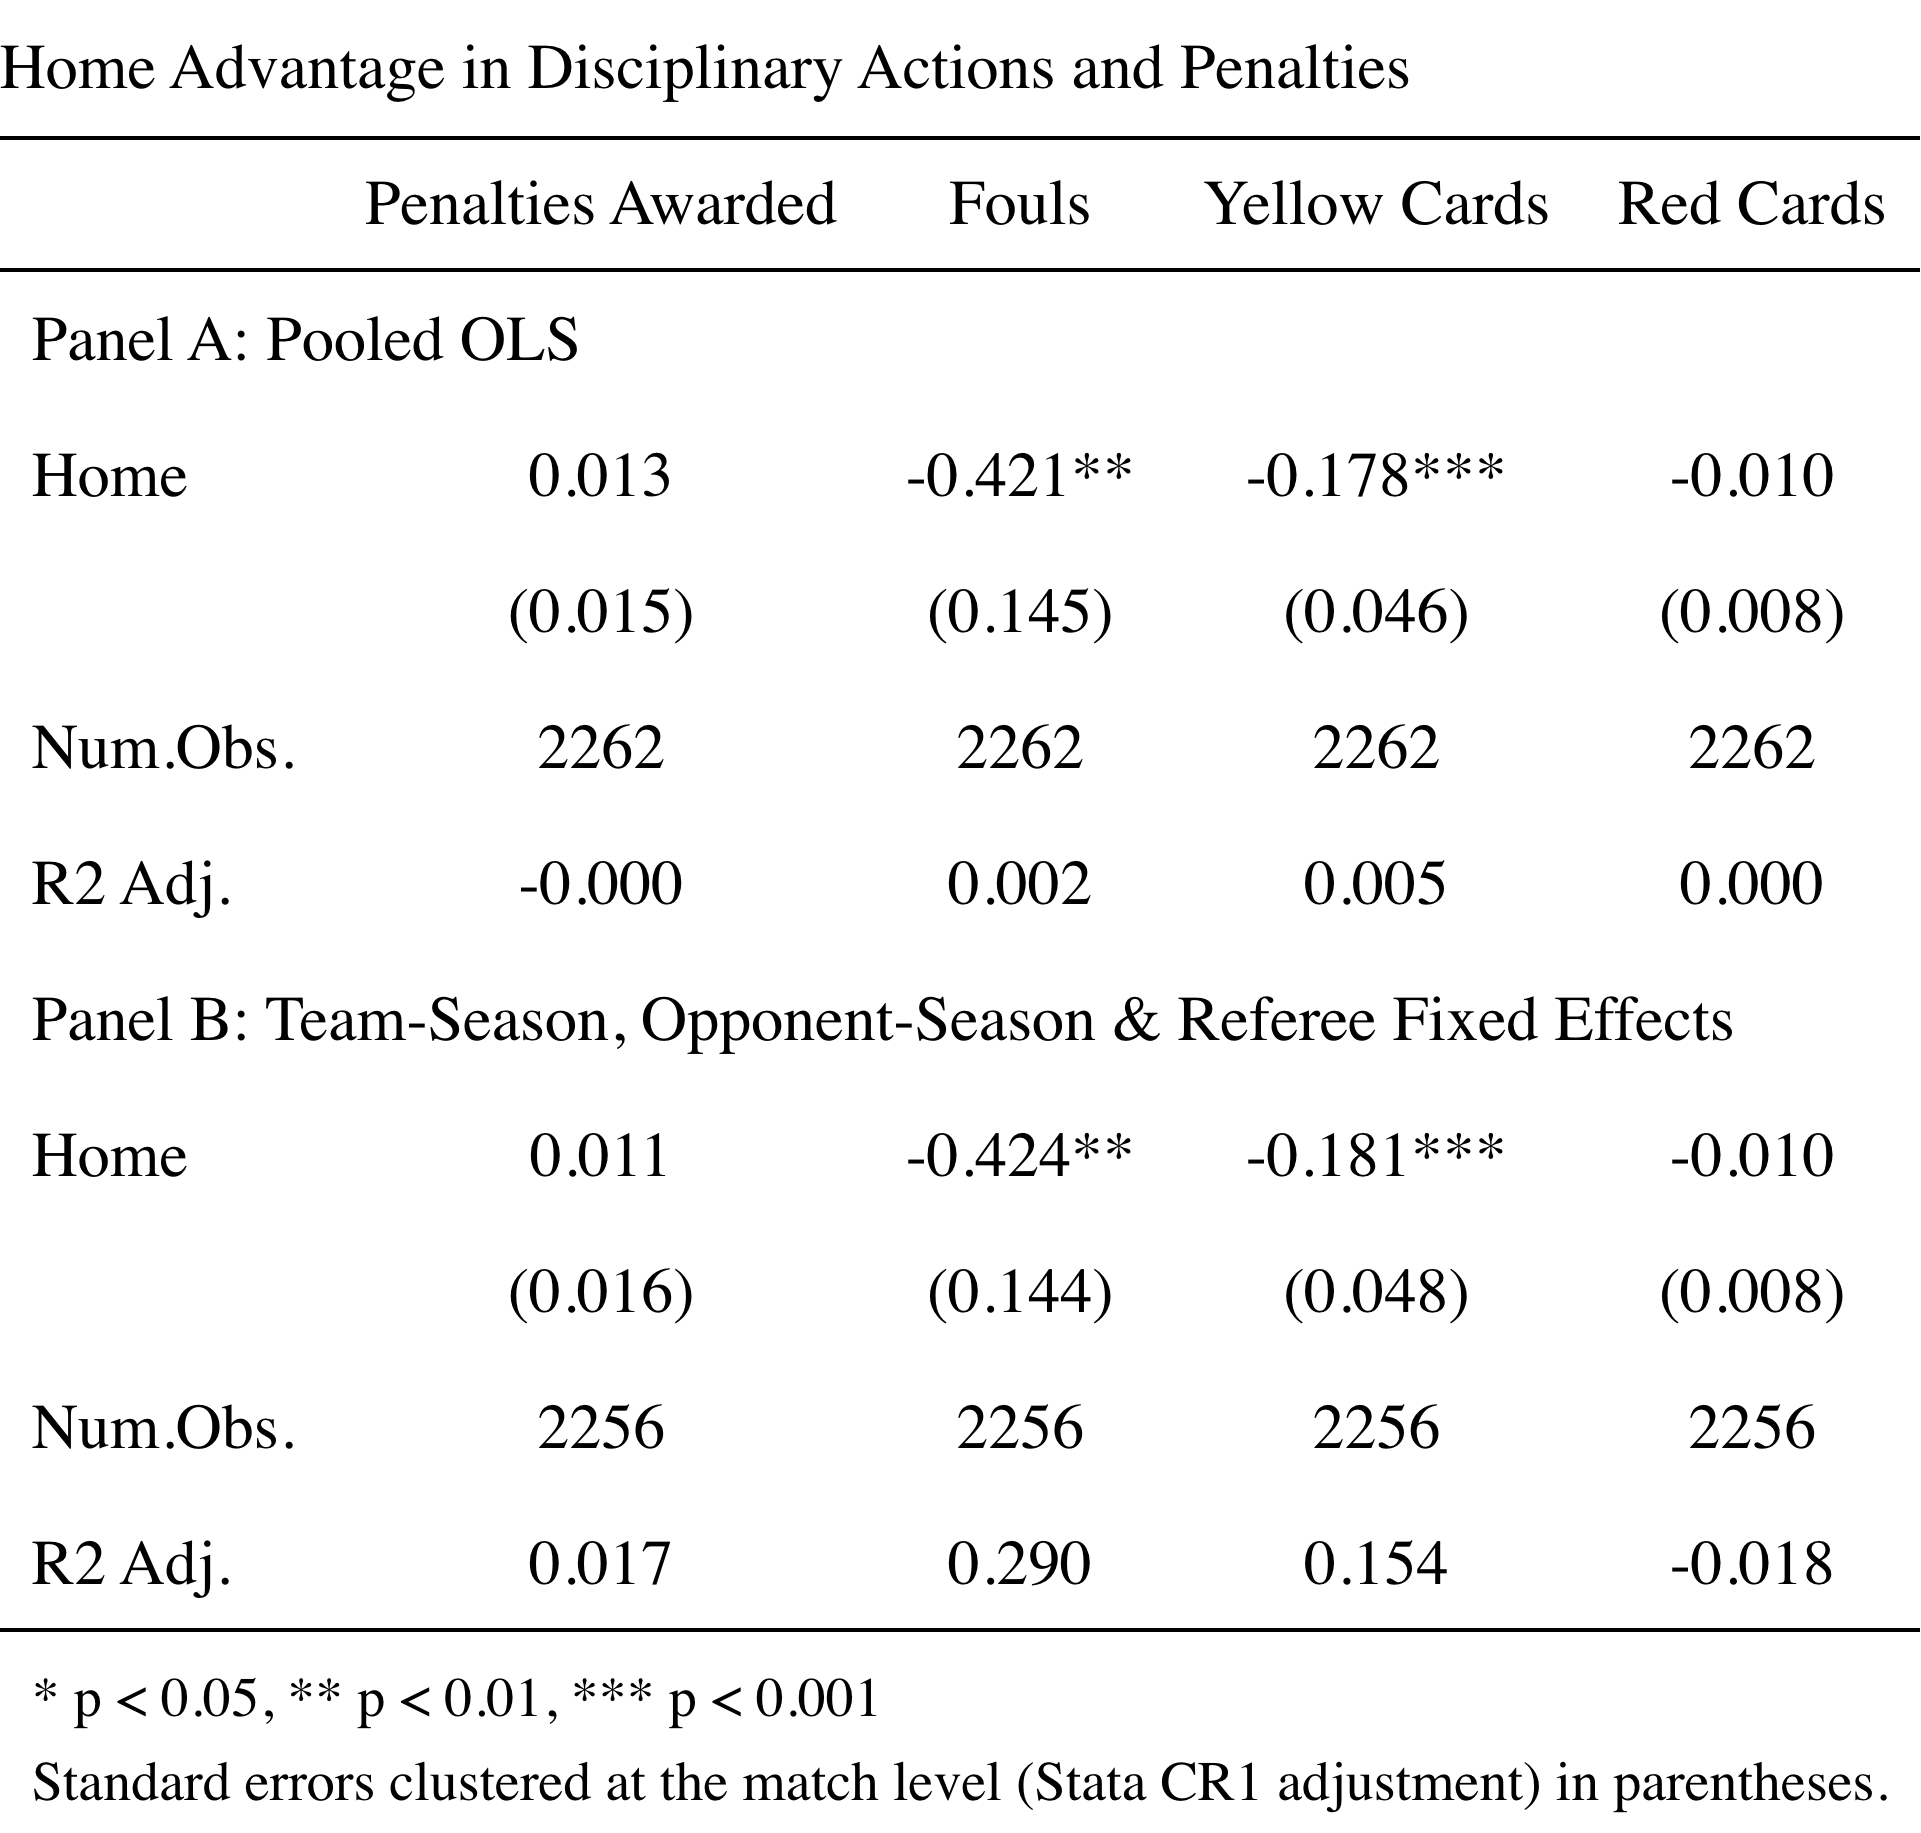 Home Advantage in Disciplinary Actions and Penalties
Penalties Awarded Fouls Yellow Cards Red Cards
Panel A: Pooled OLS
Home 0.013 -0.421** -0.178*** -0.010
(0.015) (0.145) (0.046) (0.008)
Num.Obs. 2262 2262 2262 2262
R2 Adj. -0.000 0.002 0.005 0.000
Panel B: Team-Season, Opponent-Season & Referee Fixed Effects
Home 0.011 -0.424** -0.181*** -0.010
(0.016) (0.144) (0.048) (0.008)
Num.Obs. 2256 2256 2256 2256
R2 Adj. 0.017 0.290 0.154 -0.018
* p < 0.05, ** p < 0.01, *** p < 0.001
Standard errors clustered at the match level (Stata CR1 adjustment) in parentheses.